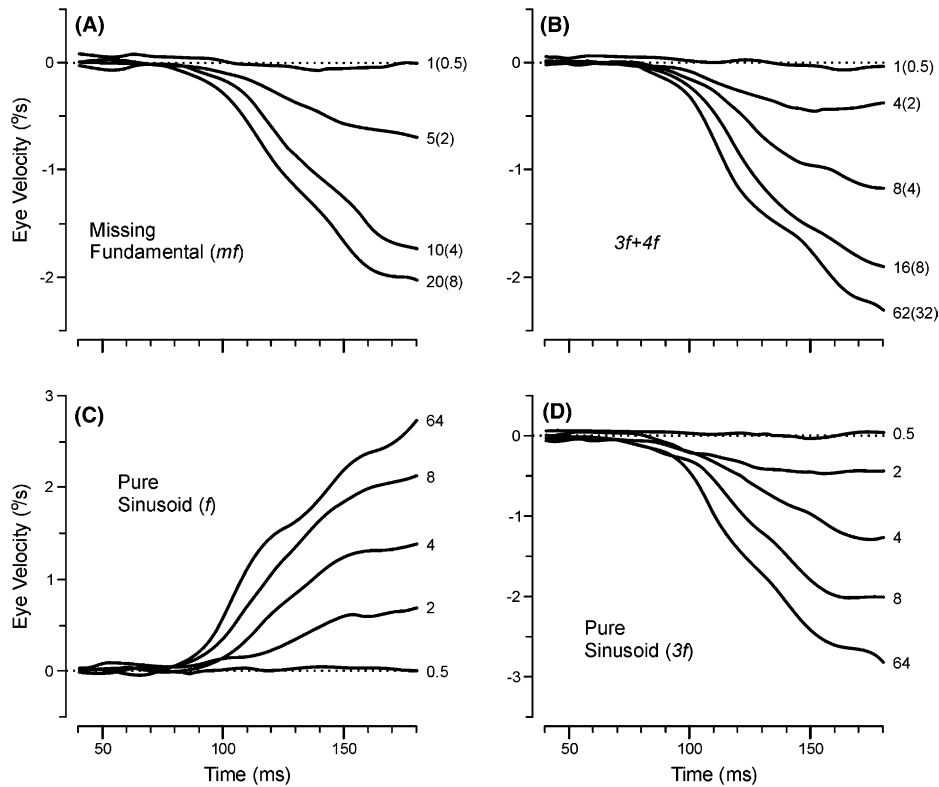 (A)
0
-1
-2
Eye Velocity (º/s)
Missing
Fundamental (mf)
1(0.5)
5(2)
10(4)
20(8)
(B)
0
-1
-2
3f+4f
1(0.5)
4(2)
8(4)
16(8)
62(32)
(C)
3
2
1
0
Eye Velocity (º/s)
Pure
Sinusoid (f)
64
8
4
2
0.5
50
100
150
Time (ms)
(D)
0
-1
-2
-3
Pure
Sinusoid (3f)
0.5
2
4
8
64
50
100
150
Time (ms)